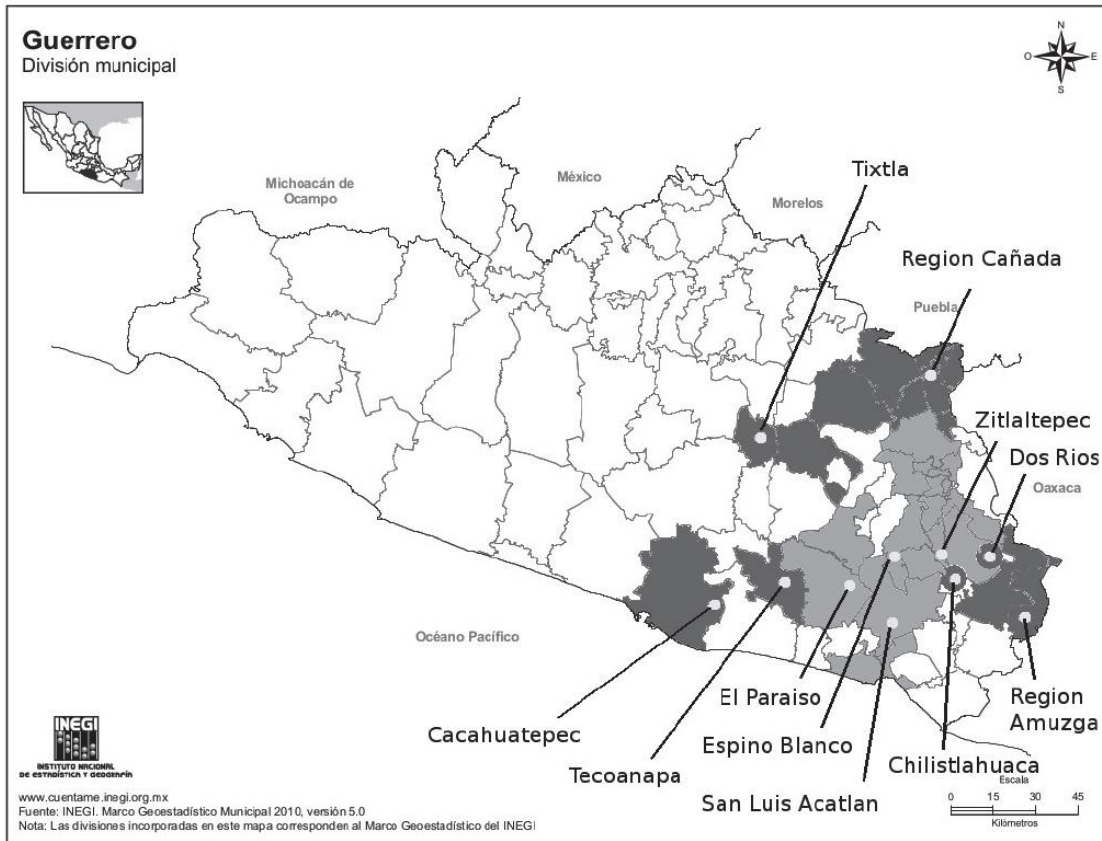 Guerrero
División municipal
N
O
E
S
Michoacán de
Ocampo
México
Morelos
Tixtla
Region Cañada
Puebla
Zitlaltepec
Dos Rios
Oaxaca
Océano Pacífico
El Paraiso
Region
Amuzga
Cacahuatepec
Espino Blanco
Chilistlahuaca
Tecoanapa
San Luis Acatlan
Escala
0 15 30 45
Kilómetros
INEGI
INSTITUTO NACIONAL
DE ESTADÍSTICA Y GEOGRAFÍA
www.cuentame.inegi.org.mx
Fuente: INEGI. Marco Geoestadístico Municipal 2010, versión 5.0
Nota: Las divisiones incorporadas en este mapa corresponden al Marco Geoestadístico del INEGI